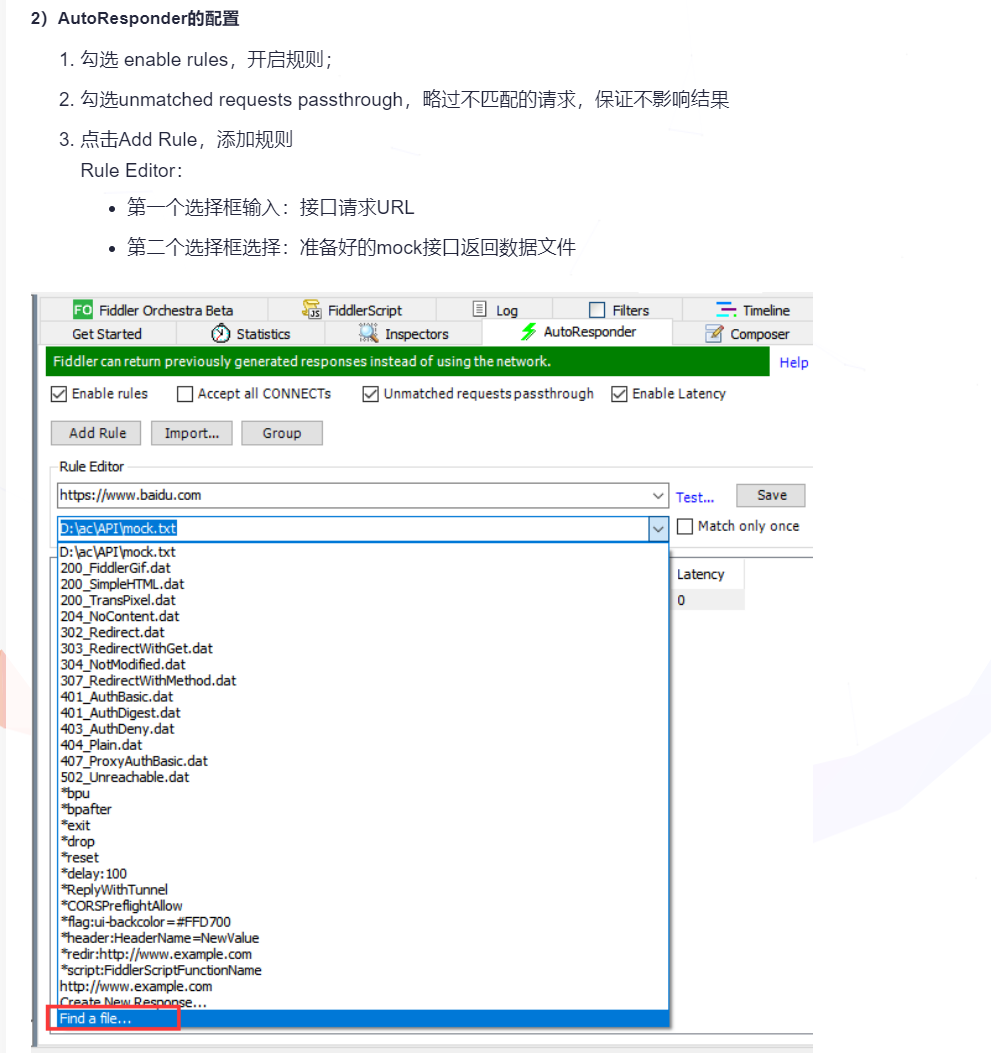 2）AutoResponder的配置
1. 勾选 enable rules，开启规则；
2. 勾选unmatched requests passthrough，略过不匹配的请求，保证不影响结果
3. 点击Add Rule，添加规则
Rule Editor：
• 第一个选择框输入：接口请求URL
• 第二个选择框选择：准备好的mock接口返回数据文件
FO Fiddler Orchestra Beta JS FiddlerScript Log Filters Timeline
Get Started Statistics Inspectors AutoResponder Composer
Fiddler can return previously generated responses instead of using the network. Help
Enable rules Accept all CONNECTs Unmatched requests passthrough Enable Latency
Add Rule Import... Group
Rule Editor
https://www.baidu.com Test... Save
D:\ac\API\mock.txt Match only once
D:\ac\API\mock.txt
200_FiddlerGif.dat Latency
200_SimpleHTML.dat
200_TransPixel.dat 0
204_NoContent.dat
302_Redirect.dat
303_RedirectWithGet.dat
304_NotModified.dat
307_RedirectWithMethod.dat
401_AuthBasic.dat
401_AuthDigest.dat
403_AuthDeny.dat
404_Plain.dat
407_ProxyAuthBasic.dat
502_Unreachable.dat
*bpu
*bpafter
*exit
*drop
*reset
*delay:100
*ReplyWithTunnel
*CORSPreflightAllow
*flag:ui-backcolor=#FFD700
*header:HeaderName=NewValue
*redir:http://www.example.com
*script:FiddlerScriptFunctionName
http://www.example.com
Create New Response...
Find a file...